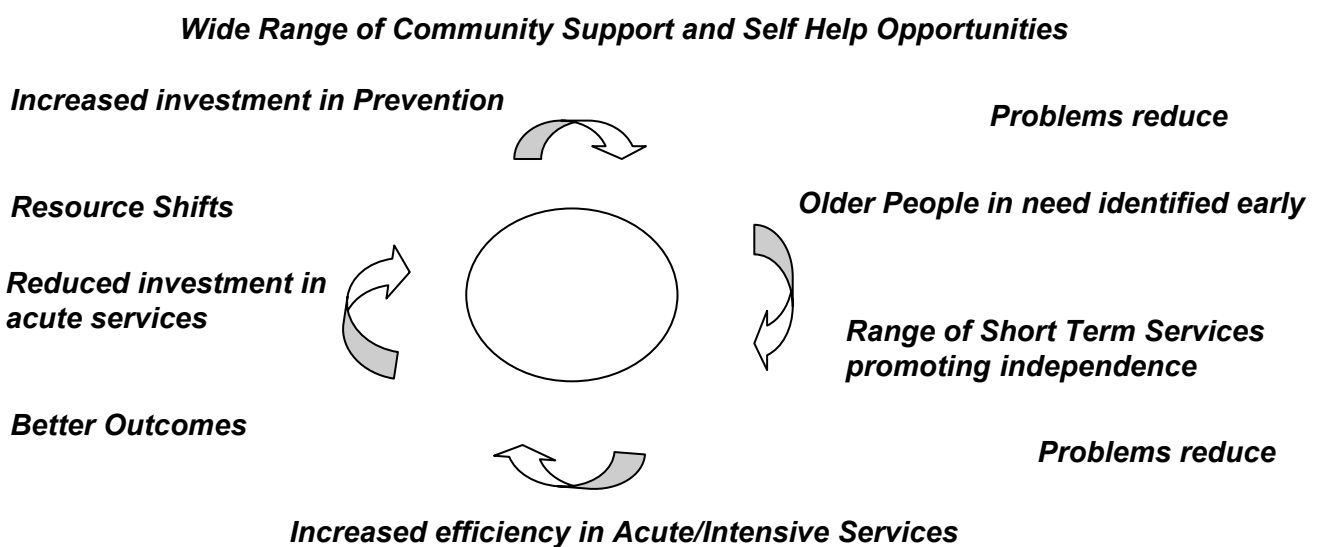 Wide Range of Community Support and Self Help Opportunities
Increased investment in Prevention
Problems reduce
Resource Shifts
Older People in need identified early
Reduced investment in
acute services
Range of Short Term Services
promoting independence
Better Outcomes
Problems reduce
Increased efficiency in Acute/Intensive Services